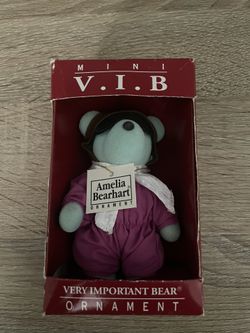 MINI
V.I.B
Amelia
Bearhart
ORNAMENT
VERY IMPORTANT BEAR®
ORNAMENT